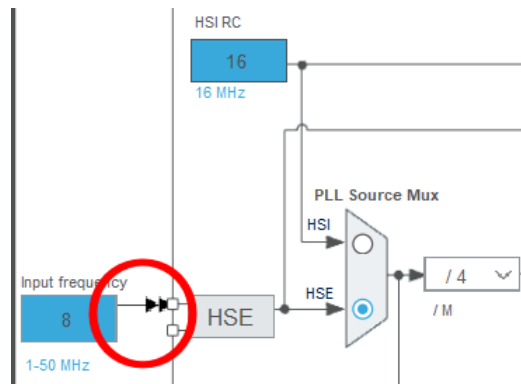 HSI RC
16
16 MHz
PLL Source Mux
HSI
Input frequency
8
1-50 MHz
HSE
HSE
/ 4
/ M